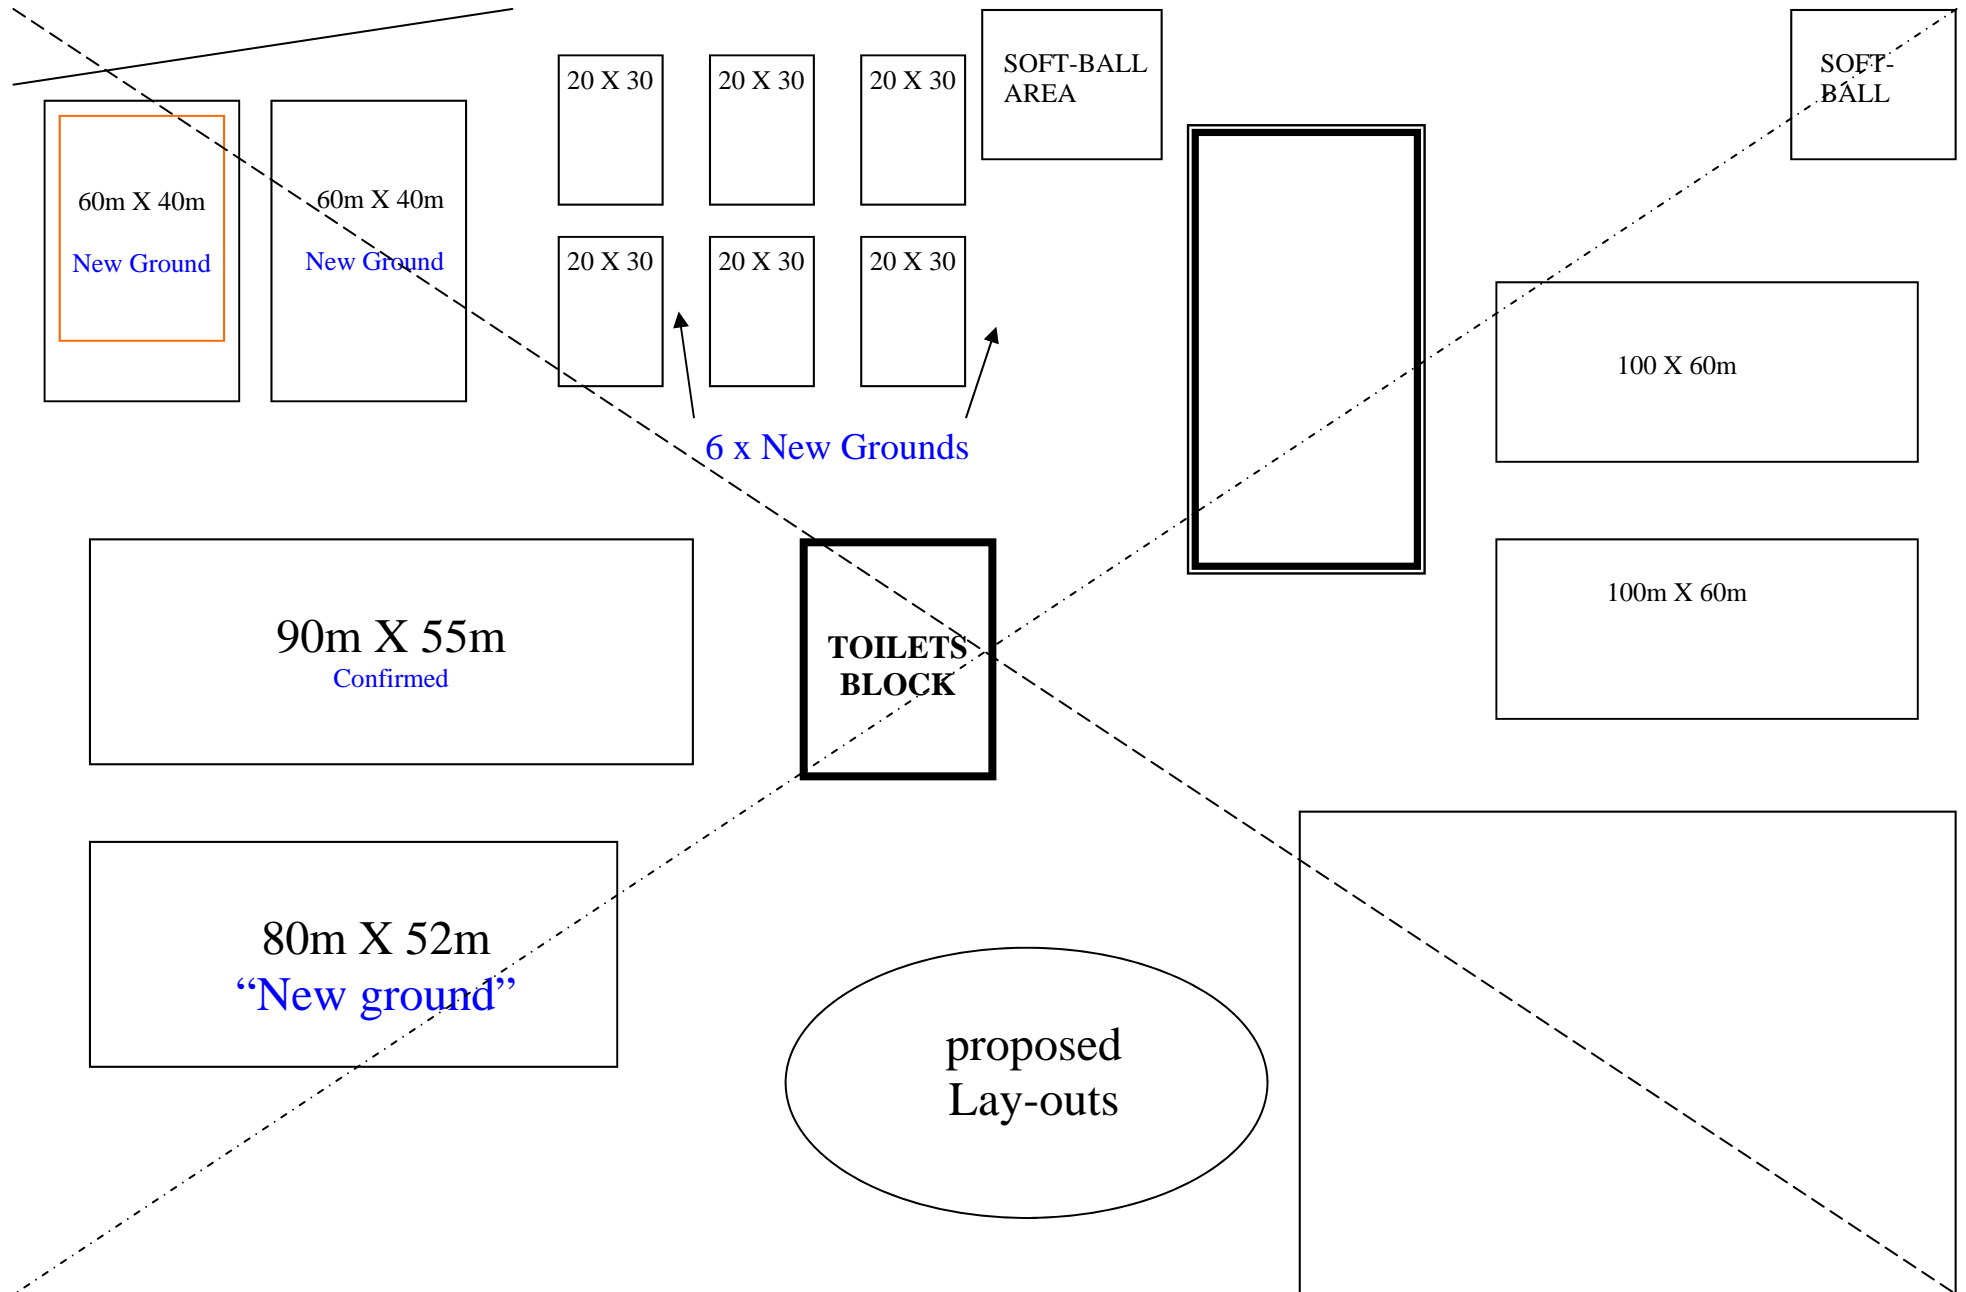 SOFT-BALL
AREA
SOFT-
BALL
20 X 30
20 X 30
20 X 30
60m X 40m
New Ground
60m X 40m
New Ground
20 X 30
20 X 30
20 X 30
6 x New Grounds
100 X 60m
100m X 60m
90m X 55m
Confirmed
TOILETS
BLOCK
80m X 52m
“New ground”
proposed
Lay-outs